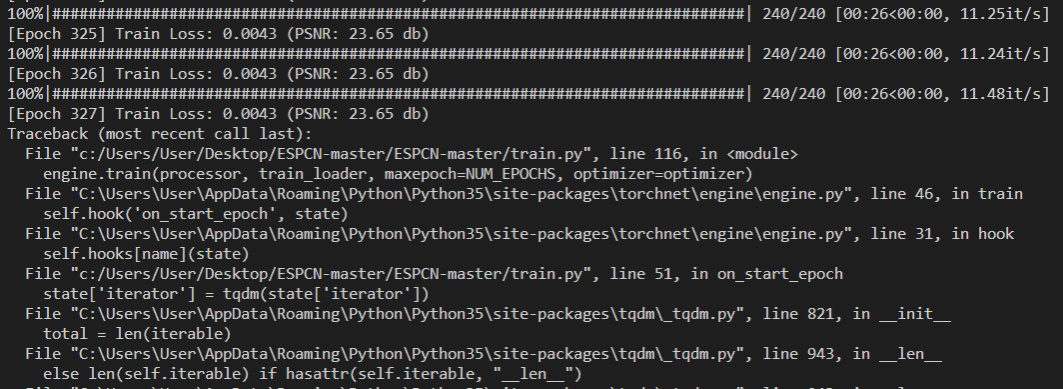 100%|############################################################################| 240/240 [00:26<00:00, 11.25it/s]
[Epoch 325] Train Loss: 0.0043 (PSNR: 23.65 db)
100%|############################################################################| 240/240 [00:26<00:00, 11.24it/s]
[Epoch 326] Train Loss: 0.0043 (PSNR: 23.65 db)
100%|############################################################################| 240/240 [00:26<00:00, 11.48it/s]
[Epoch 327] Train Loss: 0.0043 (PSNR: 23.65 db)
Traceback (most recent call last):
  File "c:/Users/User/Desktop/ESPCN-master/ESPCN-master/train.py", line 116, in <module>
    engine.train(processor, train_loader, maxepoch=NUM_EPOCHS, optimizer=optimizer)
  File "C:\Users\User\AppData\Roaming\Python\Python35\site-packages\torchnet\engine\engine.py", line 46, in train
    self.hook('on_start_epoch', state)
  File "C:\Users\User\AppData\Roaming\Python\Python35\site-packages\torchnet\engine\engine.py", line 31, in hook
    self.hooks[name](state)
  File "c:/Users/User/Desktop/ESPCN-master/ESPCN-master/train.py", line 51, in on_start_epoch
    state['iterator'] = tqdm(state['iterator'])
  File "C:\Users\User\AppData\Roaming\Python\Python35\site-packages\tqdm\_tqdm.py", line 821, in __init__
    total = len(iterable)
  File "C:\Users\User\AppData\Roaming\Python\Python35\site-packages\tqdm\_tqdm.py", line 943, in __len__
    else len(self.iterable) if hasattr(self.iterable, "__len__")